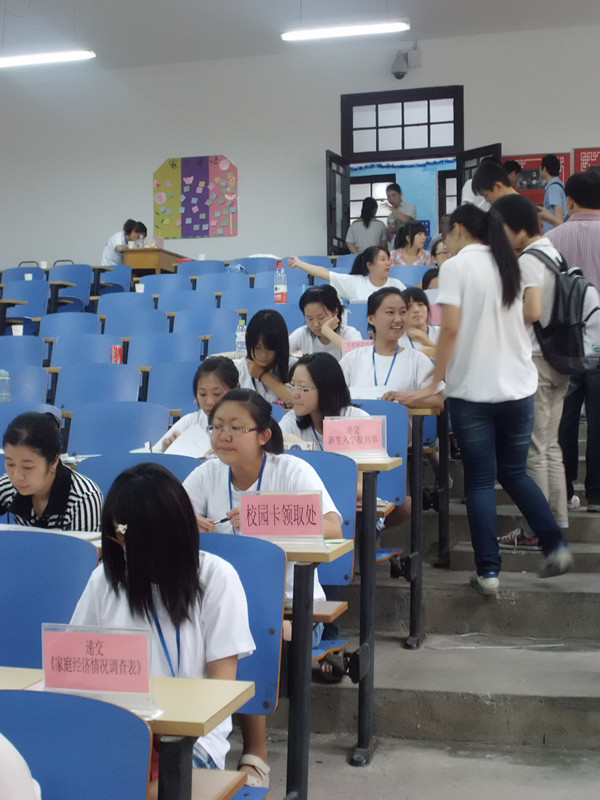 递交
新生入学报到单
校园卡领取处
递交
《家庭经济情况调查表》